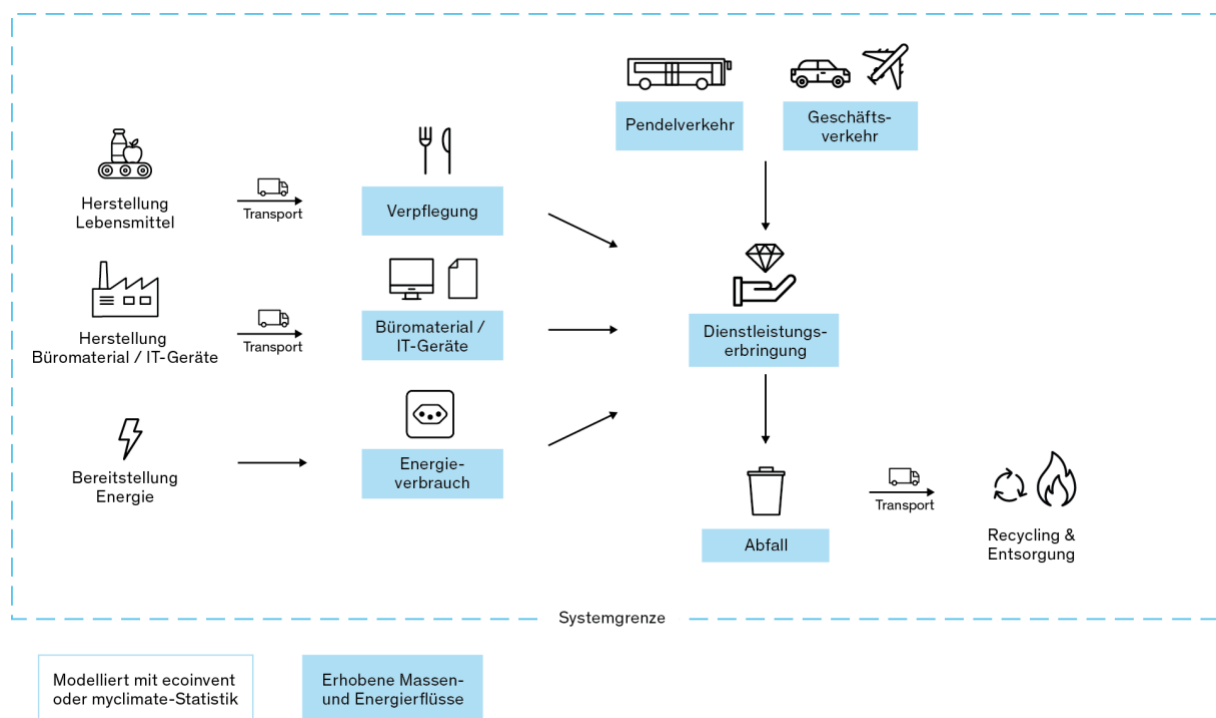 Pendelverkehr
Geschäfts-
verkehr
Herstellung
Lebensmittel
Transport
Verpflegung
Herstellung
Büromaterial / IT-Geräte
Transport
Büromaterial /
IT-Geräte
Dienstleistungs-
erbringung
Bereitstellung
Energie
Energie-
verbrauch
Abfall
Transport
Recycling &
Entsorgung
Systemgrenze
Modelliert mit ecoinvent
oder myclimate-Statistik
Erhobene Massen-
und Energierflüsse